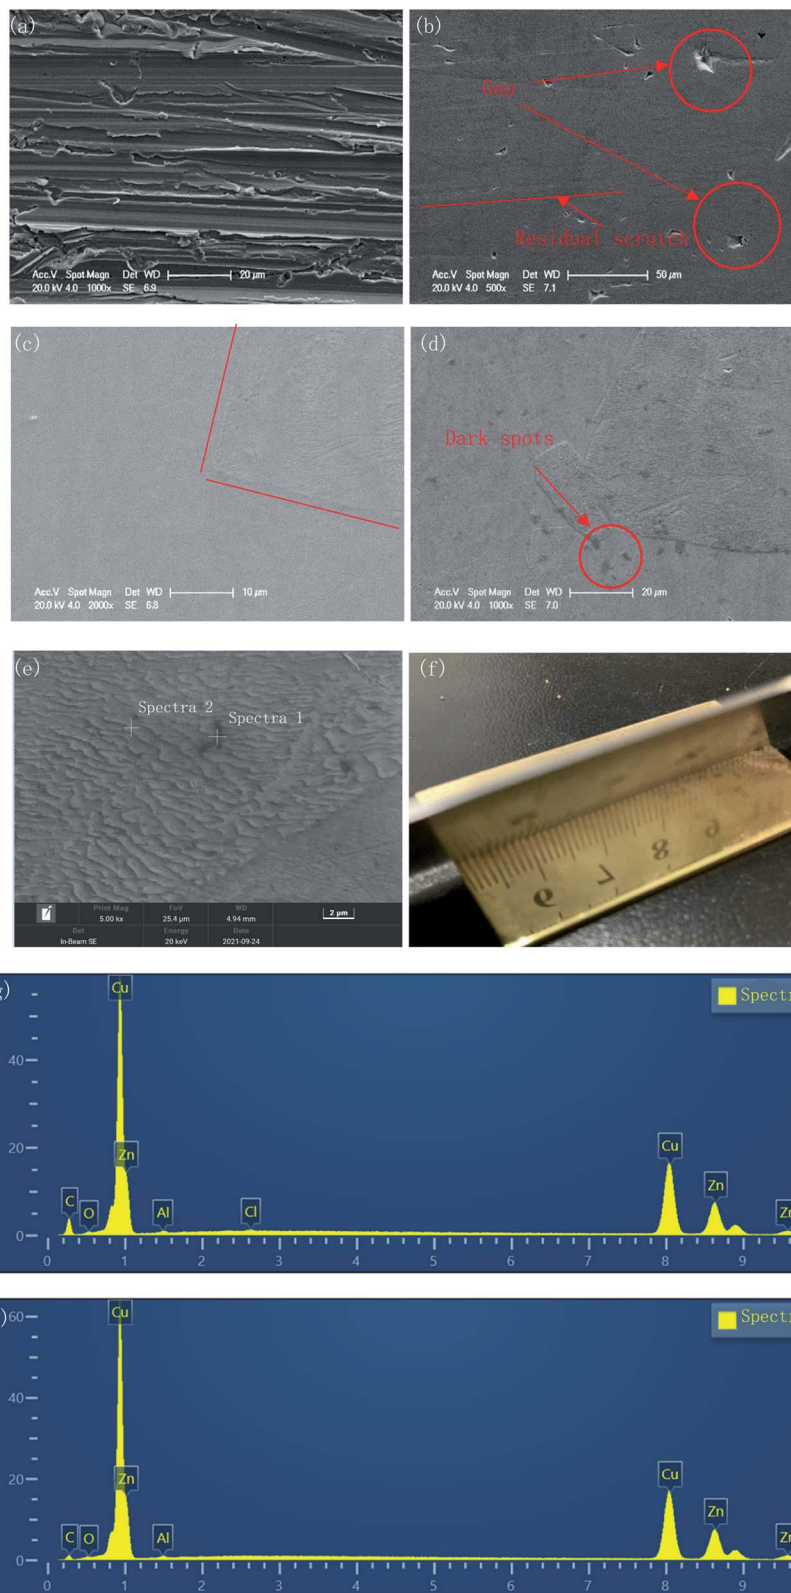 (a)
Acc.V Spot Magn Det WD 20 μm
20.0 kV 4.0 1000x SE 6.9
(b)
Gap
Residual scratch
Acc.V Spot Magn Det WD 50 μm
20.0 kV 4.0 500x SE 7.1
(c)
Acc.V Spot Magn Det WD 10 μm
20.0 kV 4.0 2000x SE 6.8
(d)
Dark spots
Acc.V Spot Magn Det WD 20 μm
20.0 kV 4.0 1000x SE 7.0
(e)
Spectra 2
Spectra 1
Print Mag FoV WD
5.00 kx 25.4 μm 4.94 mm 2 μm
Det Energy Date
In-Beam SE 20 keV 2021-09-24
(f)
6 7 8 9
g)
Spectr
Cu
40
20
Zn
Cu
C
Zn
O Al Cl Zn
0
0 1 2 3 4 5 6 7 8 9
)
60
Spectr
Cu
40
20
Zn
Cu
Zn
C O Al Zn
0
0 1 2 3 4 5 6 7 8 9